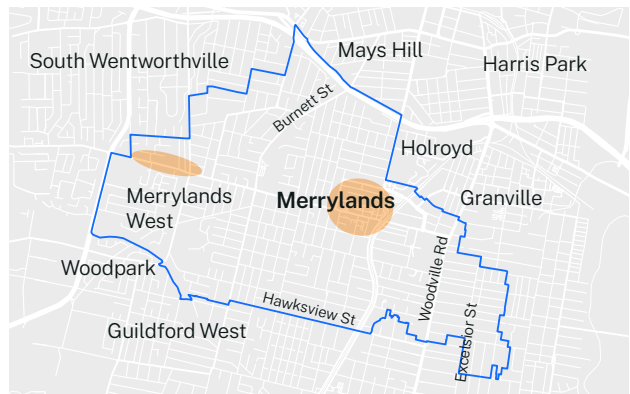 Mays Hill
South Wentworthville
Harris Park
Burnett St
Holroyd
Merrylands
West
Merrylands
Granville
Woodville Rd
Woodpark
Hawksview St
Excelsior St
Guildford West